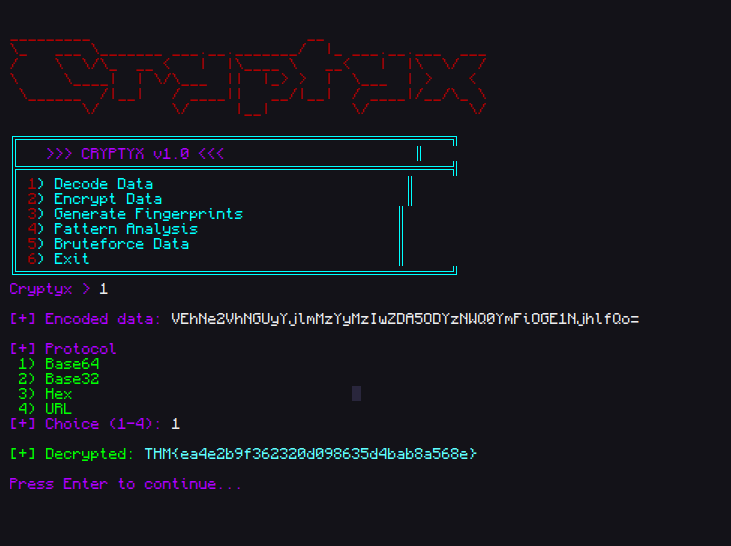 Cryptyx
>>> CRYPTYX v1.0 <<<
1) Decode Data
2) Encrypt Data
3) Generate Fingerprints
4) Pattern Analysis
5) Bruteforce Data
6) Exit
Cryptyx > 1
[+] Encoded data: VEhNe2VhNGUyYjlmMzYyMzIwZDA5ODYzNWQ0YmFiOGE1NjhlfQo=
[+] Protocol
1) Base64
2) Base32
3) Hex
4) URL
[+] Choice (1-4): 1
[+] Decrypted: THM{ea4e2b9f362320d098635d4bab8a568e}
Press Enter to continue...